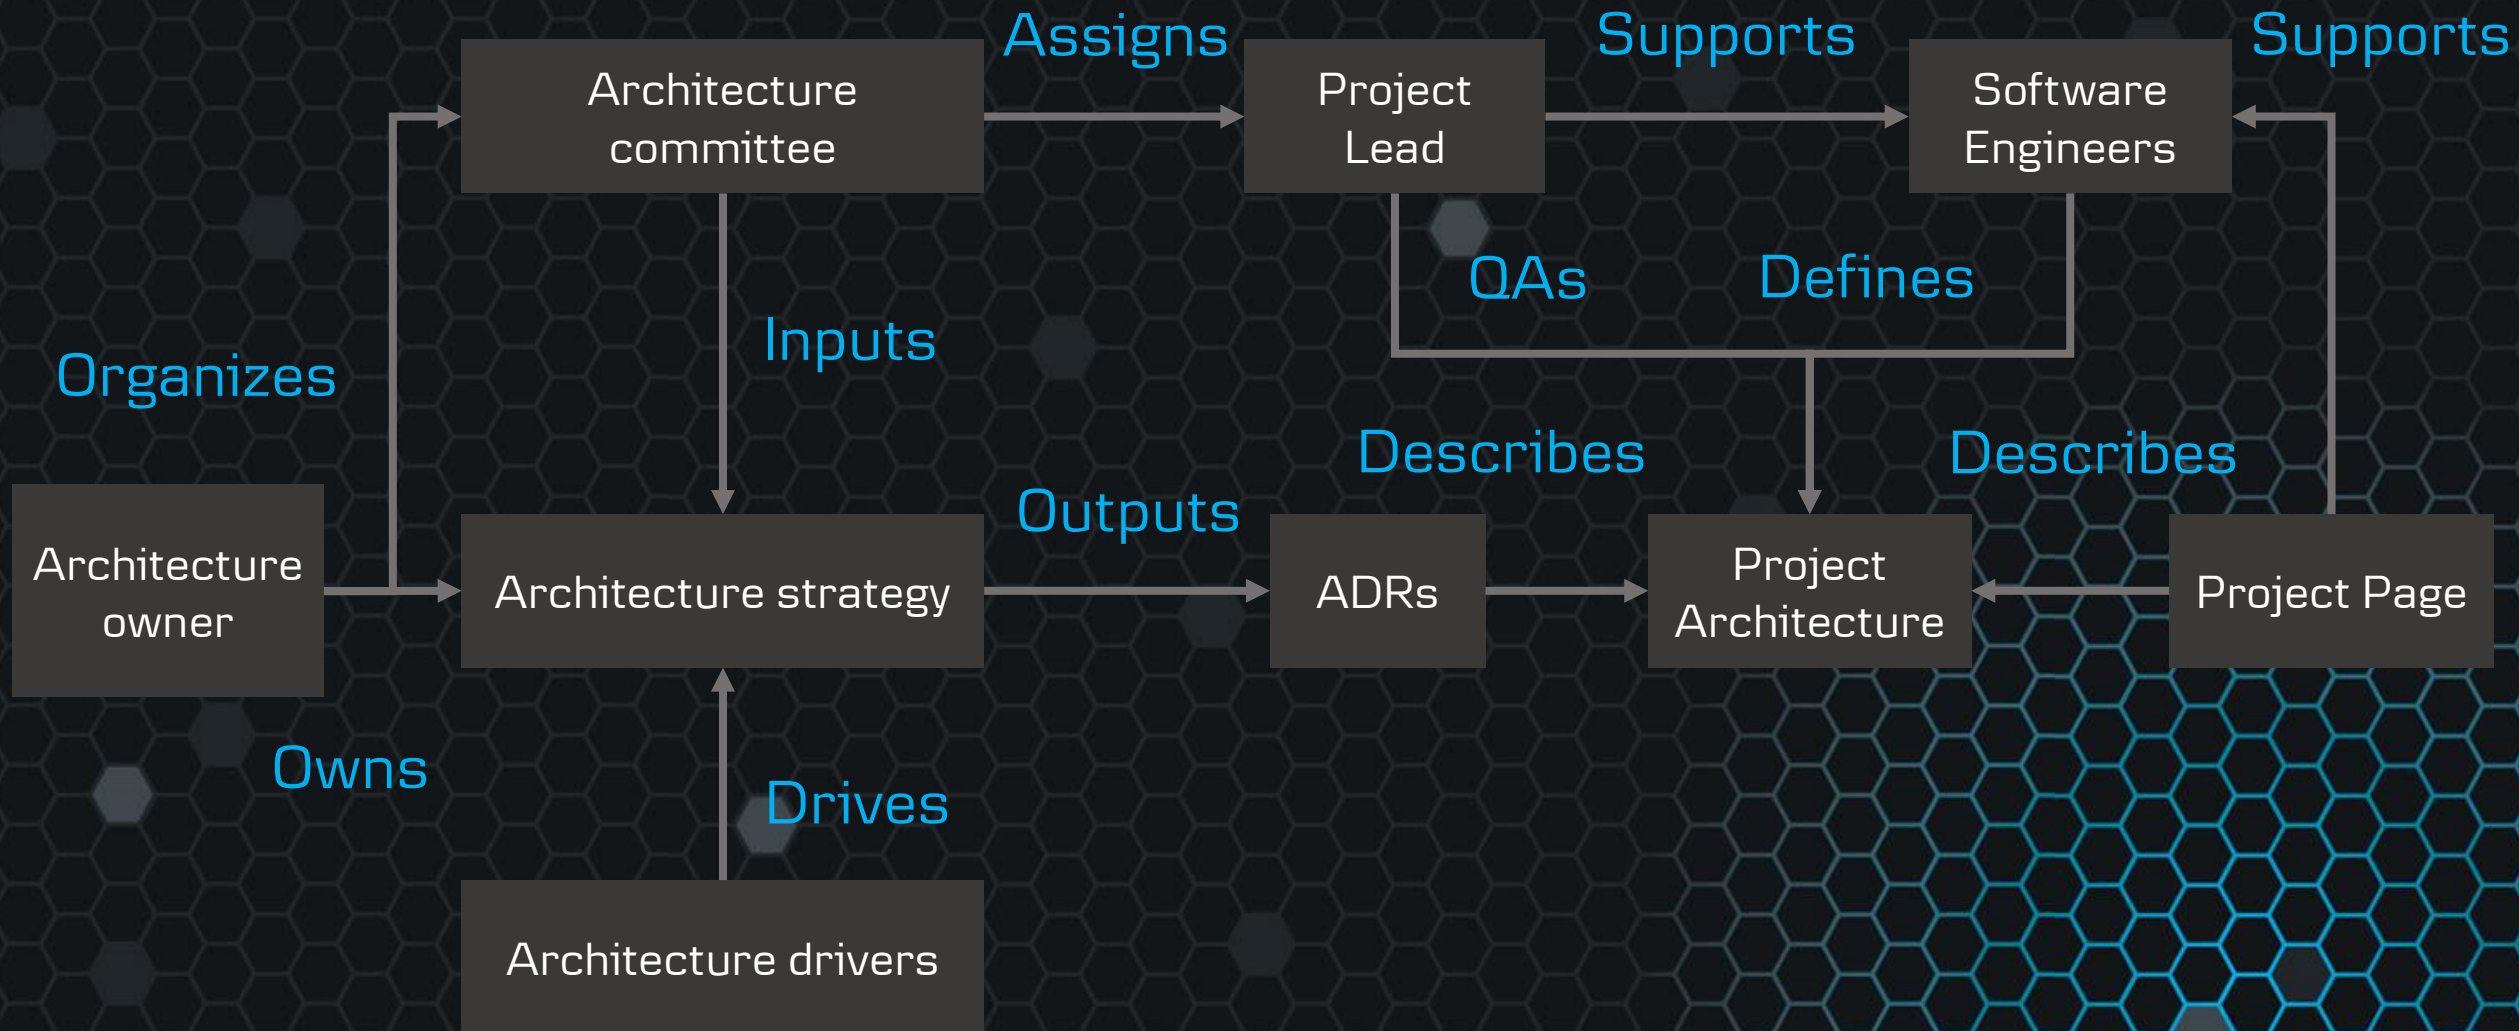 Assigns
Supports
Supports
Architecture
committee
Project
Lead
Software
Engineers
QAs
Defines
Inputs
Organizes
Describes
Describes
Outputs
Architecture
owner
Architecture strategy
ADRs
Project
Architecture
Project Page
Owns
Drives
Architecture drivers